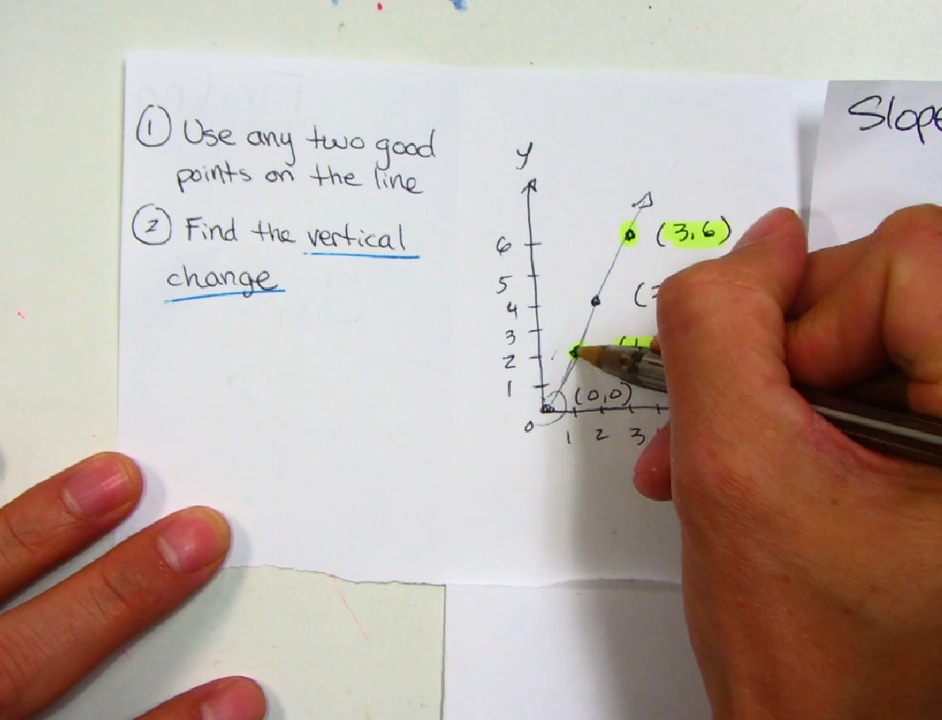 ① Use any two good
points on the line
② Find the vertical
change
Slope
y
6
5
4
3
2
1
0
1 2 3
(3,6)
(0,0)